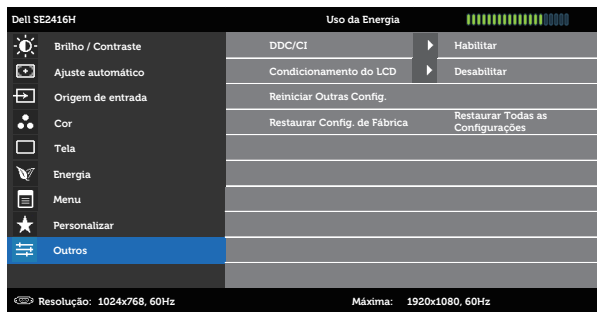 Dell SE2416H Uso da Energia
Brilho / Contraste DDC/CI Habilitar
Ajuste automático Condicionamento do LCD Desabilitar
Origem de entrada Reiniciar Outras Config.
Cor Restaurar Config. de Fábrica Restaurar Todas as
Configurações
Tela
Energia
Menu
Personalizar
Outros
Resolução: 1024x768, 60Hz Máxima: 1920x1080, 60Hz